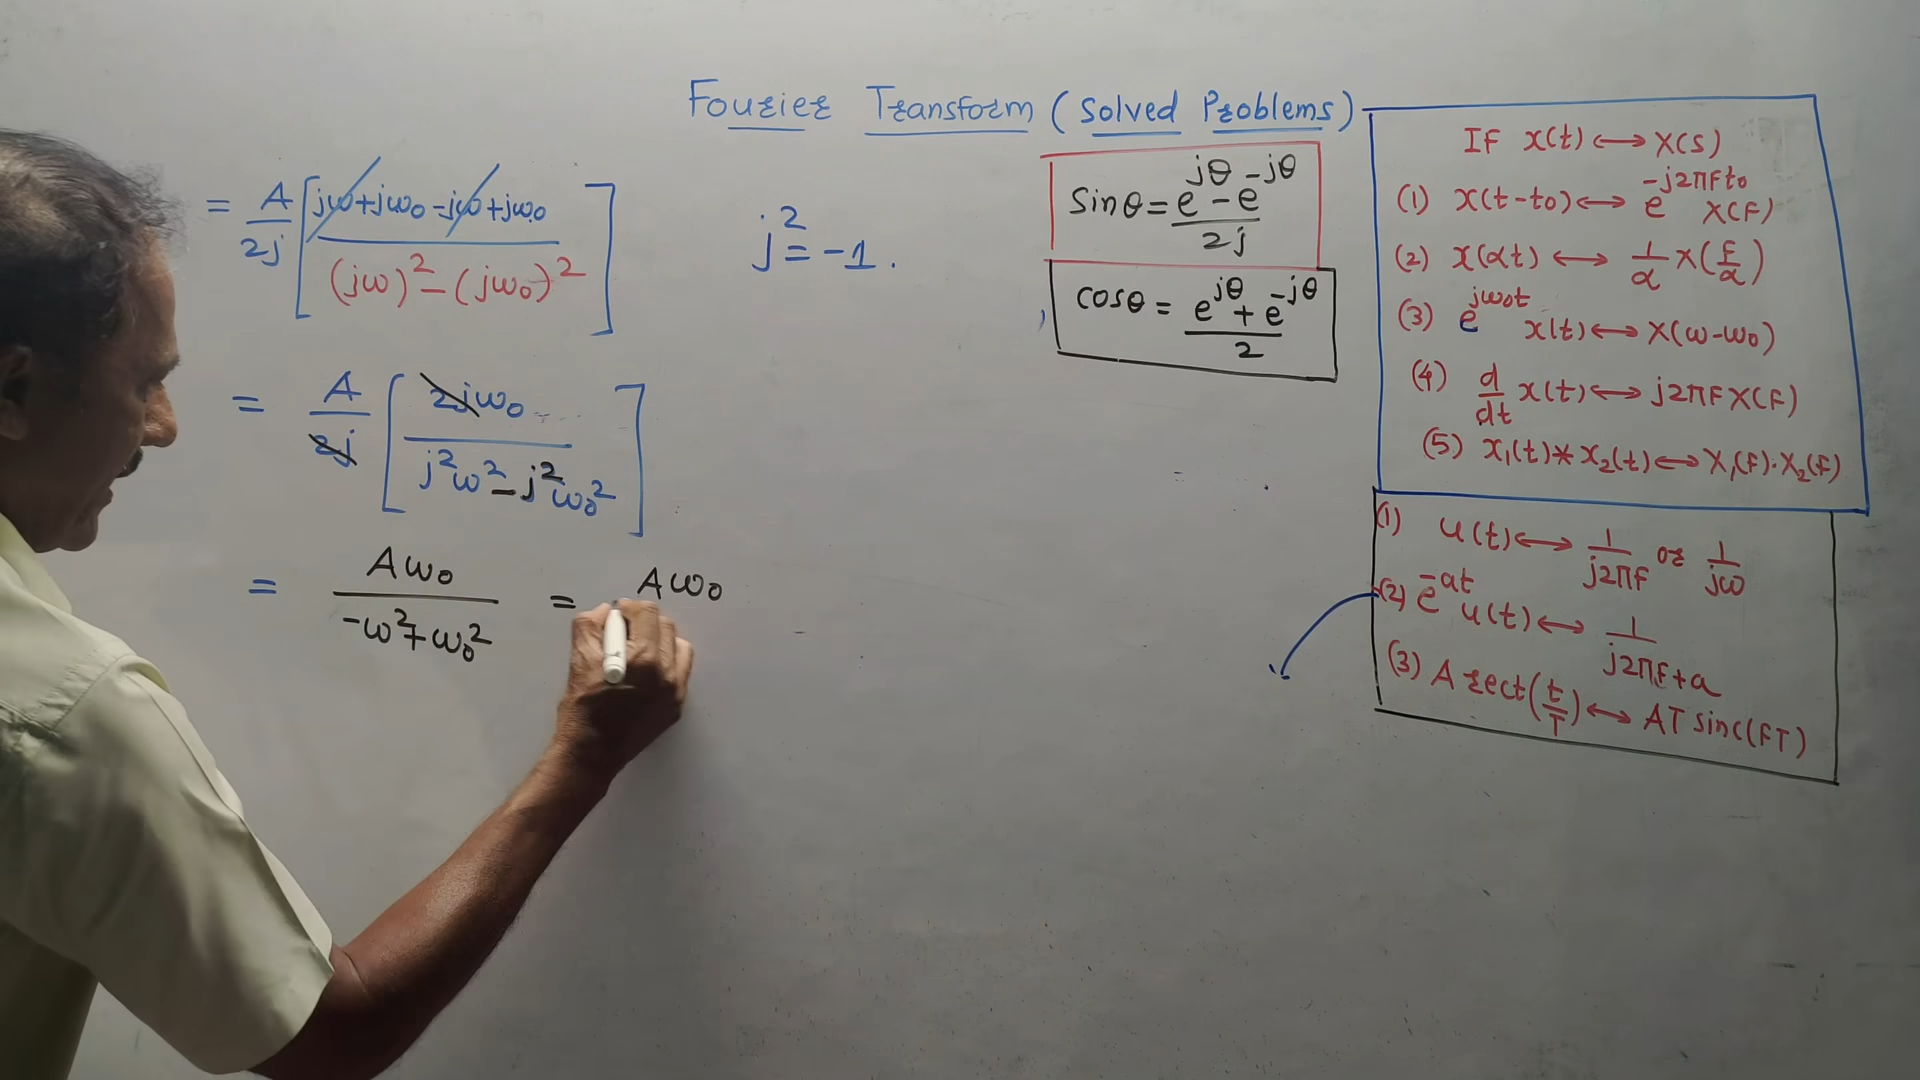 Fourier Transform (Solved Problems)
= A/2j [ (jω+jω₀-jω+jω₀) / ((jω)²-(jω₀)²) ]
j² = -1.
= A/2j [ 2jω₀ / (j²ω²-j²ω₀²) ]
= Aω₀ / (-ω²+ω₀²) = Aω₀
Sinθ = (e^jθ - e^-jθ) / 2j
cosθ = (e^jθ + e^-jθ) / 2
If x(t) ↔ X(s)
(1) x(t-t₀) ↔ e^-j2πft₀ X(f)
(2) x(αt) ↔ 1/α X(f/α)
(3) e^jω₀t x(t) ↔ X(ω-ω₀)
(4) d/dt x(t) ↔ j2πf X(f)
(5) x₁(t)*x₂(t) ↔ X₁(f)·X₂(f)
(1) u(t) ↔ 1/j2πf or 1/jω
(2) e^-at u(t) ↔ 1/(j2πf+a)
(3) A rect(t/T) ↔ AT sinc(fT)